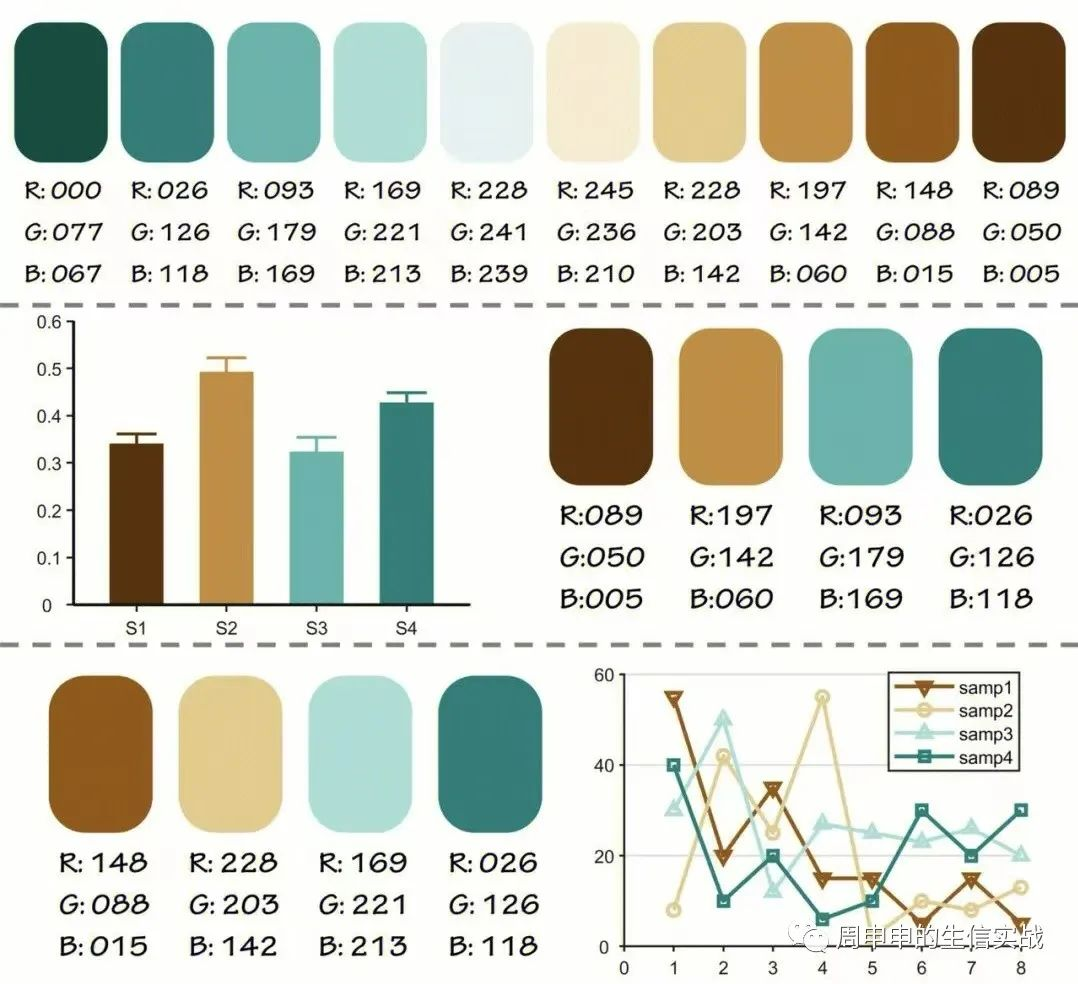 R: 000 R: 026 R: 093 R: 169 R: 228 R: 245 R: 228 R: 197 R: 148 R: 089
G: 077 G: 126 G: 179 G: 221 G: 241 G: 236 G: 203 G: 142 G: 088 G: 050
B: 067 B: 118 B: 169 B: 213 B: 239 B: 210 B: 142 B: 060 B: 015 B: 005
0.6
0.5
0.4
0.3
0.2
0.1
0
S1 S2 S3 S4
R:089 R:197 R:093 R:026
G:050 G:142 G:179 G:126
B:005 B:060 B:169 B:118
R: 148 R: 228 R: 169 R: 026
G: 088 G: 203 G: 221 G: 126
B: 015 B: 142 B: 213 B: 118
60
40
20
0
samp1
samp2
samp3
samp4
0 1 2 3 4 5 6 7 8
周申申的生信实战